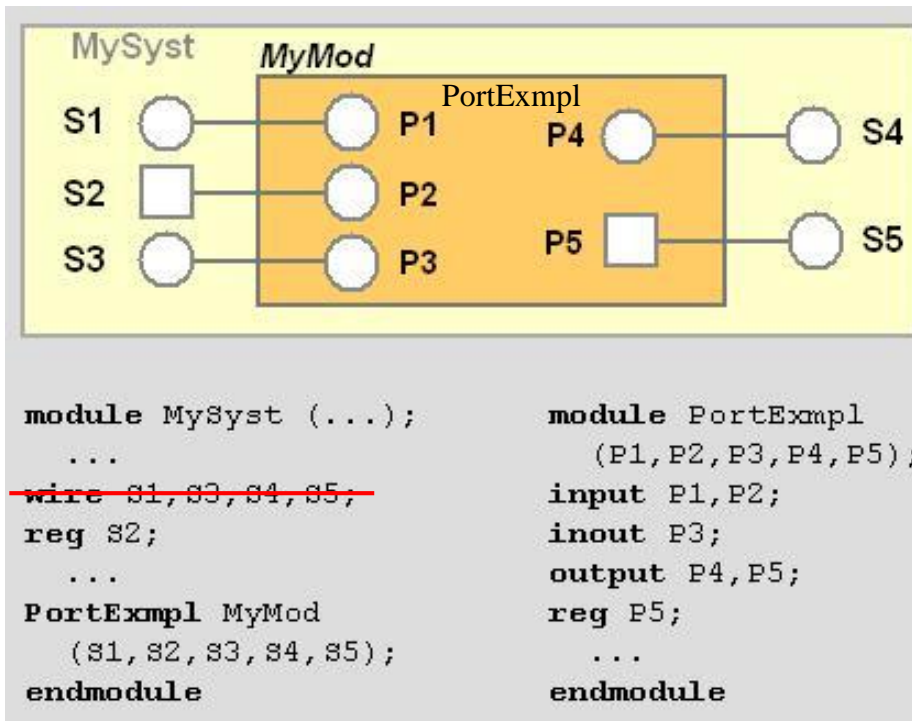 MySyst
MyMod
PortExmpl
S1
P1
P4
S4
S2
P2
S3
P3
P5
S5
module MySyst (...);
...
wire S1,S3,S4,S5;
reg S2;
...
PortExmpl MyMod
(S1,S2,S3,S4,S5);
endmodule
module PortExmpl
(P1,P2,P3,P4,P5);
input P1,P2;
inout P3;
output P4,P5;
reg P5;
...
endmodule